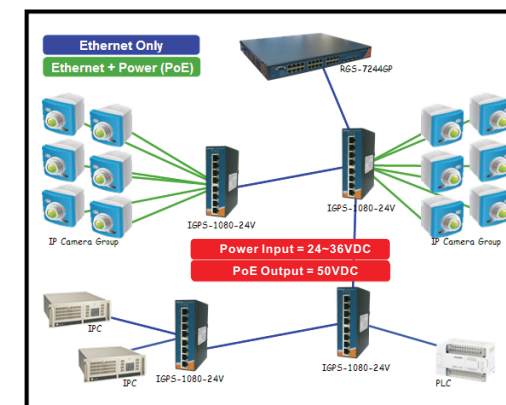 Ethernet Only
Ethernet + Power (PoE)
RGS-7244GP
IGPS-1080-24V
IGPS-1080-24V
IP Camera Group
IP Camera Group
Power Input = 24~36VDC
PoE Output = 50VDC
IPC
IPC
IGPS-1080-24V
IGPS-1080-24V
PLC